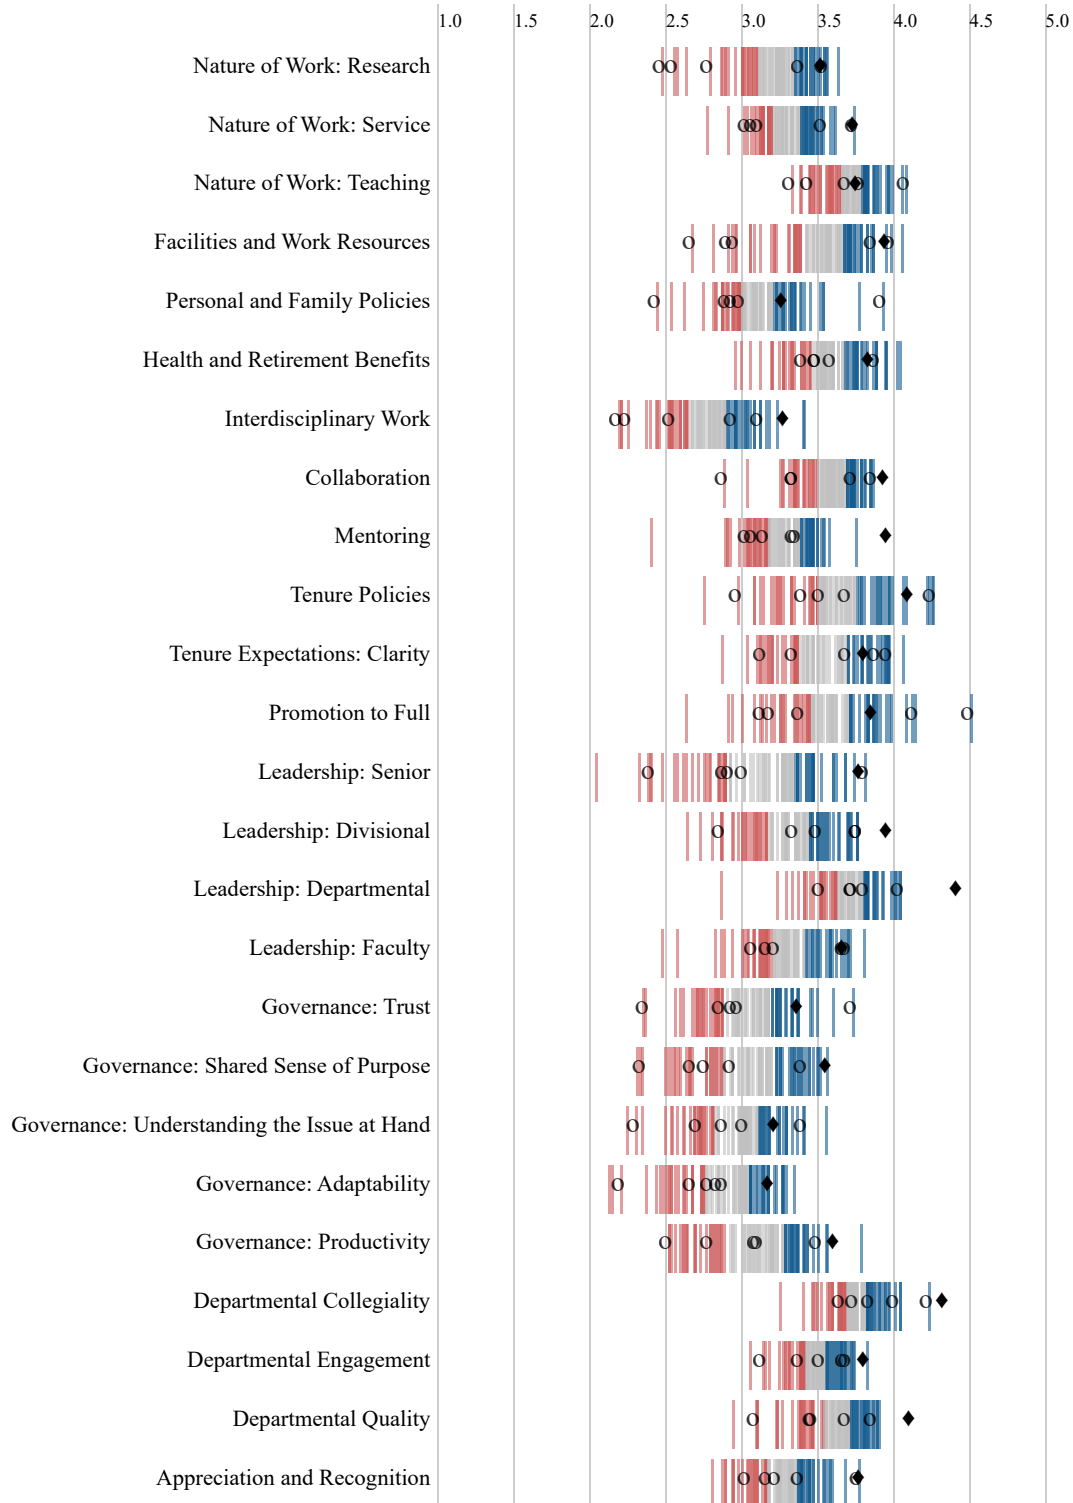 1.0 1.5 2.0 2.5 3.0 3.5 4.0 4.5 5.0
Nature of Work: Research
Nature of Work: Service
Nature of Work: Teaching
Facilities and Work Resources
Personal and Family Policies
Health and Retirement Benefits
Interdisciplinary Work
Collaboration
Mentoring
Tenure Policies
Tenure Expectations: Clarity
Promotion to Full
Leadership: Senior
Leadership: Divisional
Leadership: Departmental
Leadership: Faculty
Governance: Trust
Governance: Shared Sense of Purpose
Governance: Understanding the Issue at Hand
Governance: Adaptability
Governance: Productivity
Departmental Collegiality
Departmental Engagement
Departmental Quality
Appreciation and Recognition